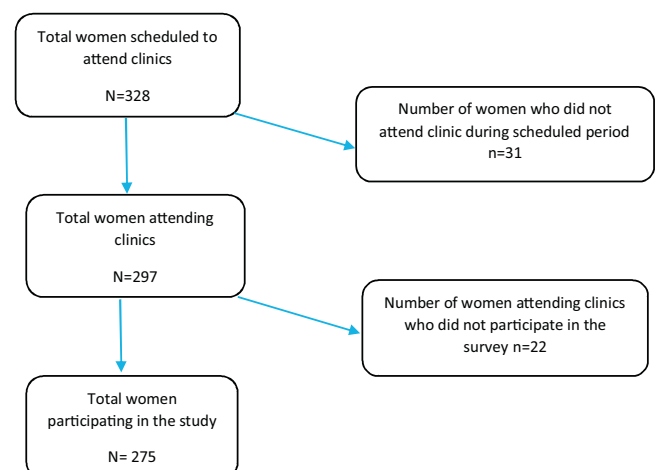 Total women scheduled to
attend clinics
N=328
Number of women who did not
attend clinic during scheduled period
n=31
Total women attending
clinics
N=297
Number of women attending clinics
who did not participate in the
survey n=22
Total women
participating in the study
N= 275